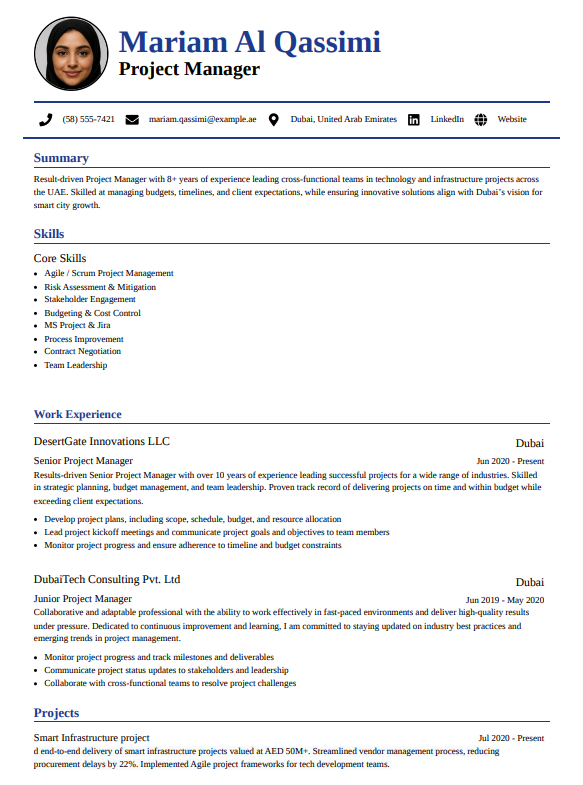 Mariam Al Qassimi
Project Manager
(58) 555-7421 mariam.qassimi@example.ae Dubai, United Arab Emirates LinkedIn Website
Summary
Result-driven Project Manager with 8+ years of experience leading cross-functional teams in technology and infrastructure projects across
the UAE. Skilled at managing budgets, timelines, and client expectations, while ensuring innovative solutions align with Dubai's vision for
smart city growth.
Skills
Core Skills
• Agile / Scrum Project Management
• Risk Assessment & Mitigation
• Stakeholder Engagement
• Budgeting & Cost Control
• MS Project & Jira
• Process Improvement
• Contract Negotiation
• Team Leadership
Work Experience
DesertGate Innovations LLC Dubai
Senior Project Manager Jun 2020 - Present
Results-driven Senior Project Manager with over 10 years of experience leading successful projects for a wide range of industries. Skilled
in strategic planning, budget management, and team leadership. Proven track record of delivering projects on time and within budget while
exceeding client expectations.
• Develop project plans, including scope, schedule, budget, and resource allocation
• Lead project kickoff meetings and communicate project goals and objectives to team members
• Monitor project progress and ensure adherence to timeline and budget constraints
DubaiTech Consulting Pvt. Ltd Dubai
Junior Project Manager Jun 2019 - May 2020
Collaborative and adaptable professional with the ability to work effectively in fast-paced environments and deliver high-quality results
under pressure. Dedicated to continuous improvement and learning, I am committed to staying updated on industry best practices and
emerging trends in project management.
• Monitor project progress and track milestones and deliverables
• Communicate project status updates to stakeholders and leadership
• Collaborate with cross-functional teams to resolve project challenges
Projects
Smart Infrastructure project Jul 2020 - Present
d end-to-end delivery of smart infrastructure projects valued at AED 50M+. Streamlined vendor management process, reducing
procurement delays by 22%. Implemented Agile project frameworks for tech development teams.